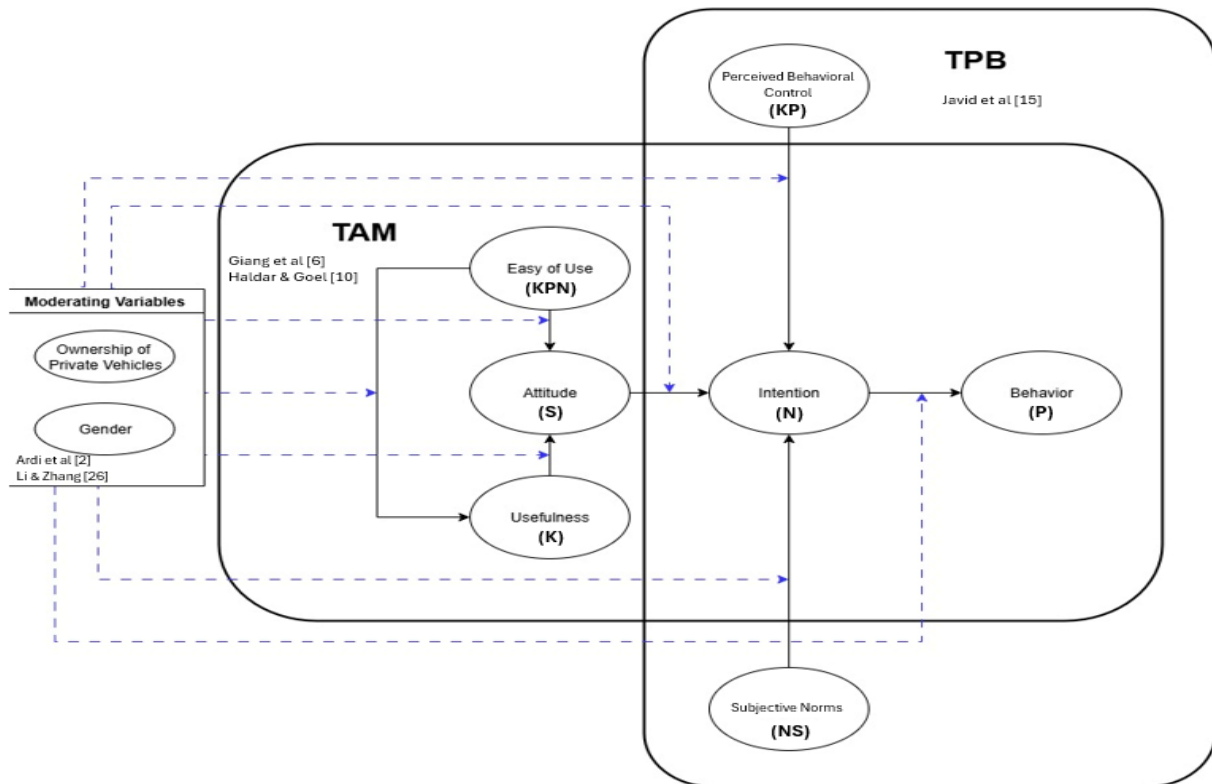 Perceived Behavioral
Control
(KP)
TPB
Javid et al [15]
TAM
Giang et al [6]
Haldar & Goel [10]
Easy of Use
(KPN)
Moderating Variables
Ownership of
Private Vehicles
Gender
Ardi et al [2]
Li & Zhang [26]
Attitude
(S)
Intention
(N)
Behavior
(P)
Usefulness
(K)
Subjective Norms
(NS)